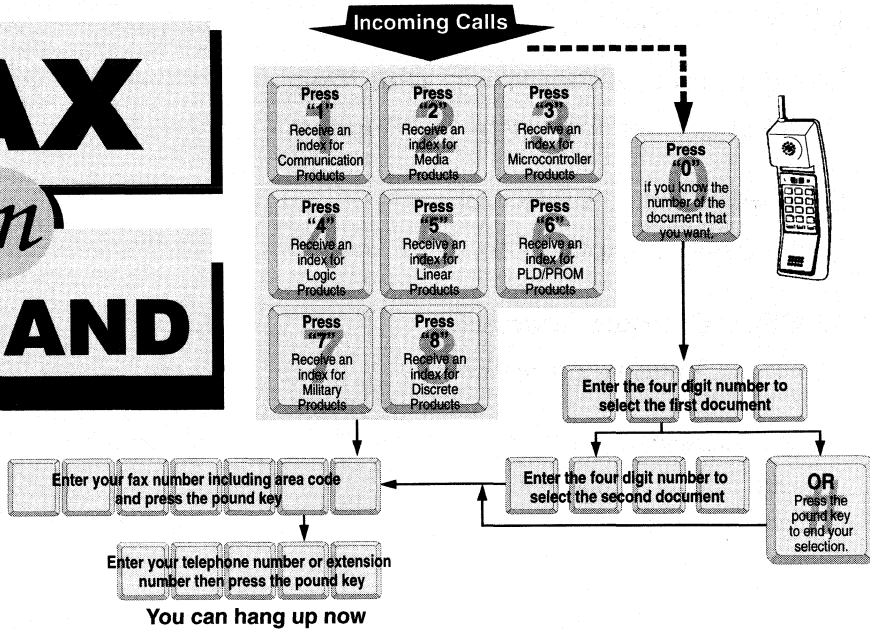 AX
n
AND
Incoming Calls
Press
“1”
Receive an
index for
Communication
Products
Press
“2”
Receive an
index for
Media
Products
Press
“3”
Receive an
index for
Microcontroller
Products
Press
“4”
Receive an
index for
Logic
Products
Press
“5”
Receive an
index for
Linear
Products
Press
“6”
Receive an
index for
PLD/PROM
Products
Press
“7”
Receive an
index for
Military
Products
Press
“8”
Receive an
index for
Discrete
Products
Press
“0”
if you know the
number of the
document that
you want.
Enter the four digit number to
select the first document
Enter the four digit number to
select the second document
OR
Press the
pound key
to end your
selection.
Enter your fax number including area code
and press the pound key
Enter your telephone number or extension
number then press the pound key
You can hang up now